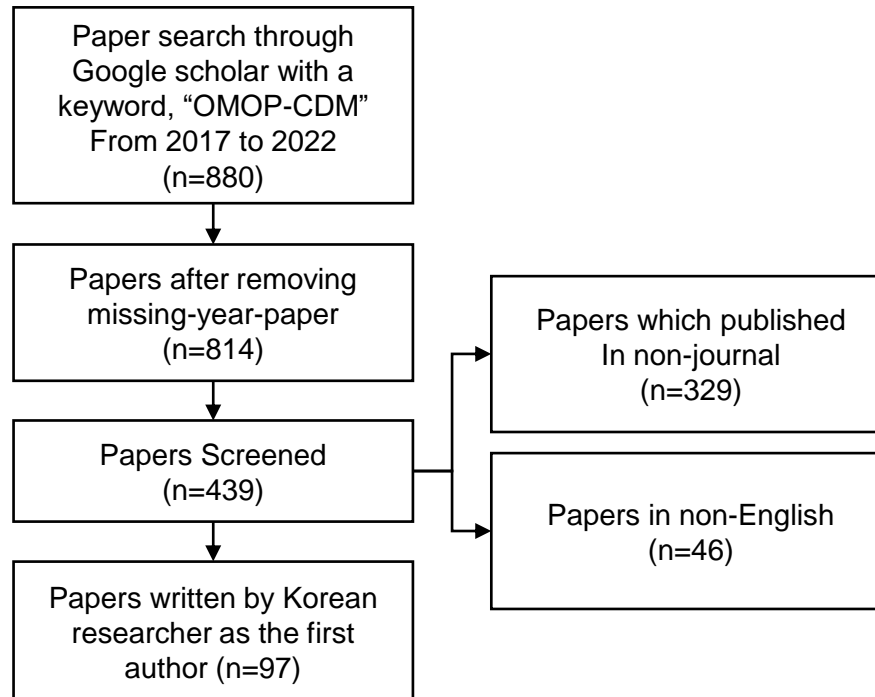 Paper search through
Google scholar with a
keyword, “OMOP-CDM”
From 2017 to 2022
(n=880)
Papers after removing
missing-year-paper
(n=814)
Papers which published
In non-journal
(n=329)
Papers Screened
(n=439)
Papers in non-English
(n=46)
Papers written by Korean
researcher as the first
author (n=97)